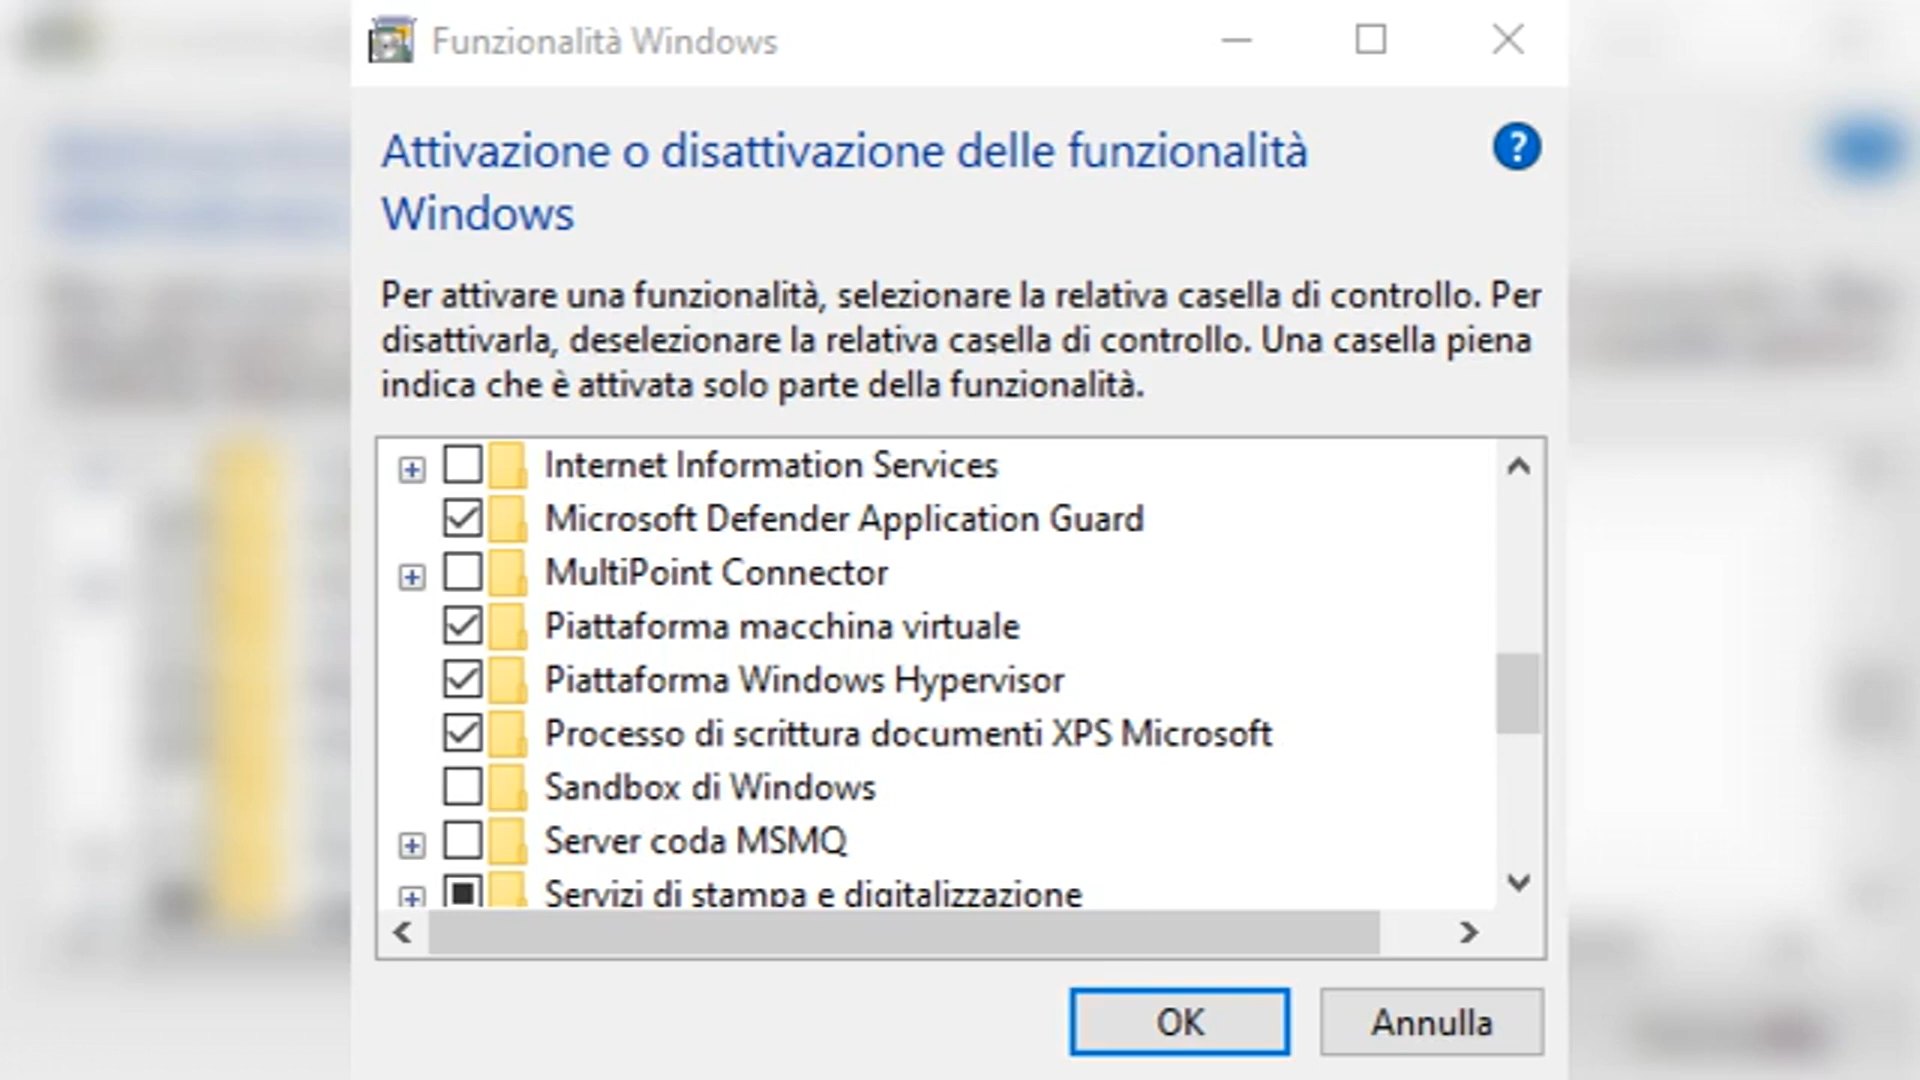 Funzionalità Windows
Attivazione o disattivazione delle funzionalità
Windows
Per attivare una funzionalità, selezionare la relativa casella di controllo. Per
disattivarla, deselezionare la relativa casella di controllo. Una casella piena
indica che è attivata solo parte della funzionalità.
Internet Information Services
Microsoft Defender Application Guard
MultiPoint Connector
Piattaforma macchina virtuale
Piattaforma Windows Hypervisor
Processo di scrittura documenti XPS Microsoft
Sandbox di Windows
Server coda MSMQ
Servizi di stampa e digitalizzazione
OK
Annulla